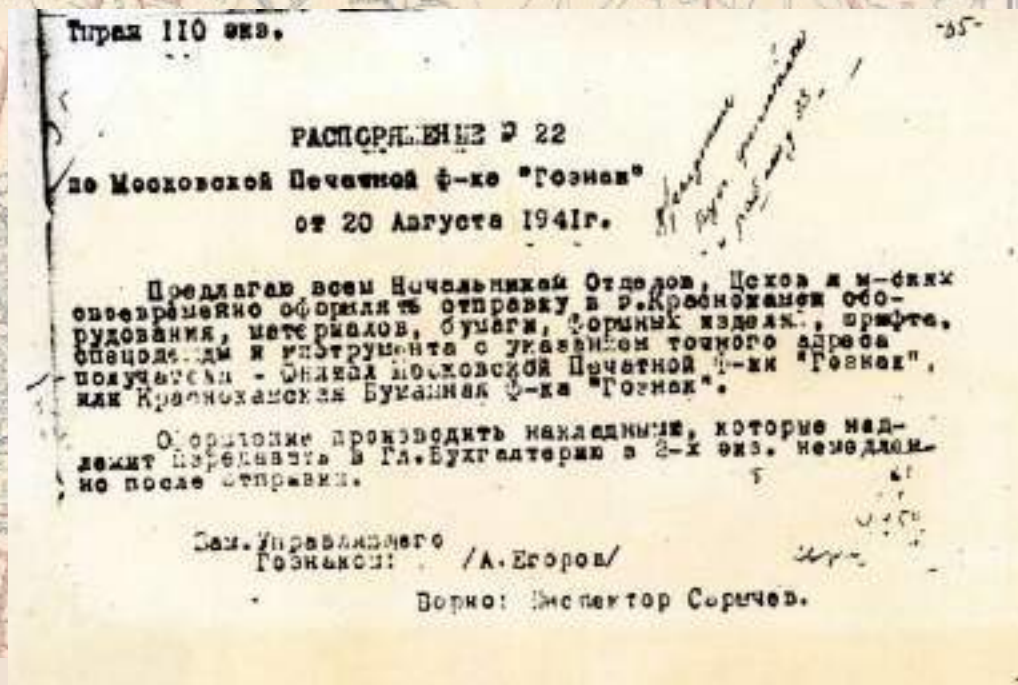 Тираж 110 экз.
-35-
РАСПОРЯЖЕНИЕ № 22
по Московской Печатной ф-ке "Гознак"
от 20 Августа 1941г.
Предлагаю всем Начальникам Отделов, Цехов и м-ских
своевременно оформлять отправку в г.Краснокамск обо-
рудования, материалов, бумаги, формных изделий, шрифта,
спецодежды и инструмента с указанием точного адреса
получателя - Филиал Московской Печатной ф-ки "Гознак",
или Краснокамская Бумажная ф-ка "Гознак".
Оформление производить накладными, которые над-
лежит передавать в Гл.Бухгалтерию в 2-х экз. немедлен-
но после отправки.
Зам.Управляющего
Гознаком: /А.Егоров/
Верно: Инспектор